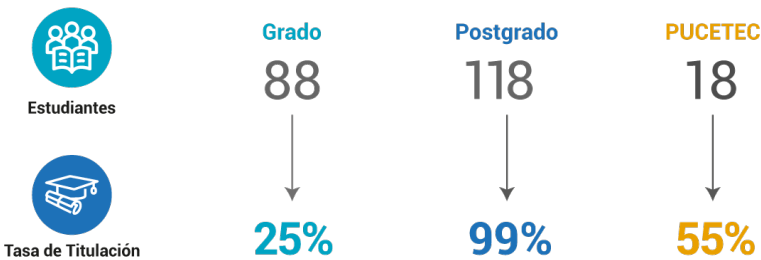 Grado Postgrado PUCETEC
88 118 18
Estudiantes
25% 99% 55%
Tasa de Titulación